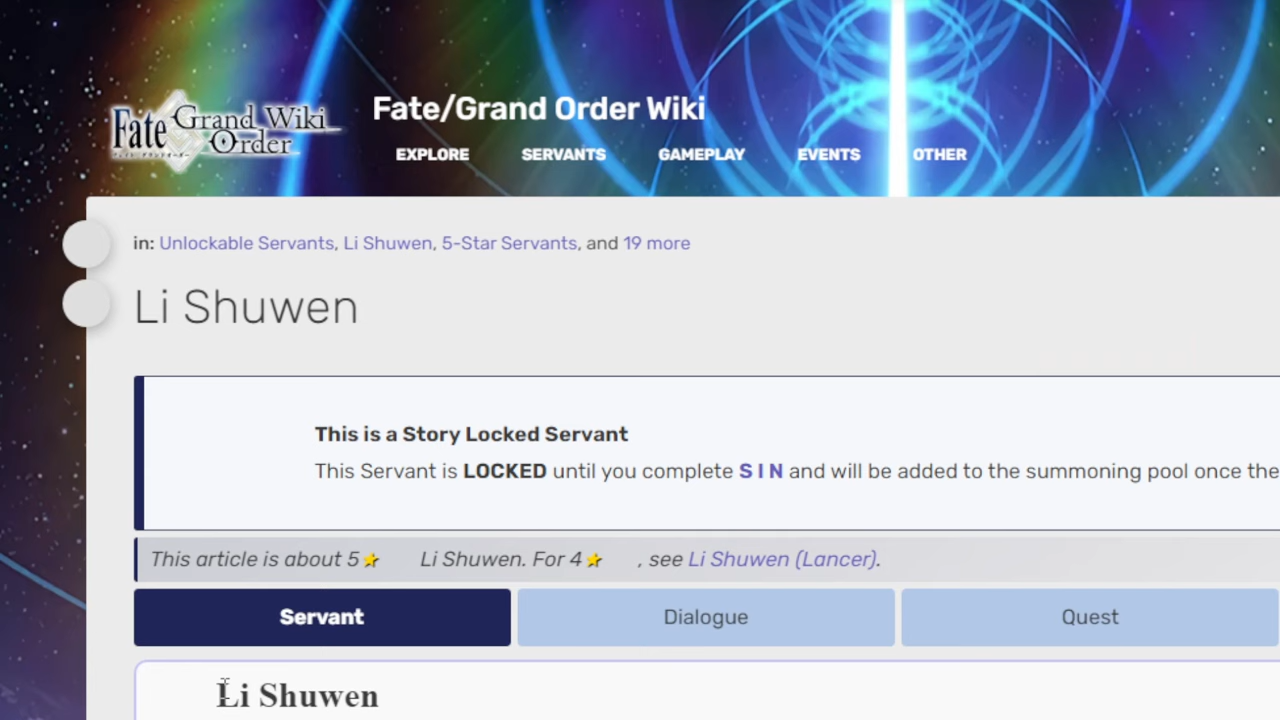 Fate Grand Wiki
Order
Fate/Grand Order Wiki
EXPLORE SERVANTS GAMEPLAY EVENTS OTHER
in: Unlockable Servants, Li Shuwen, 5-Star Servants, and 19 more
Li Shuwen
This is a Story Locked Servant
This Servant is LOCKED until you complete S I N and will be added to the summoning pool once the
This article is about 5⭐ Li Shuwen. For 4⭐ , see Li Shuwen (Lancer).
Servant Dialogue Quest
Li Shuwen